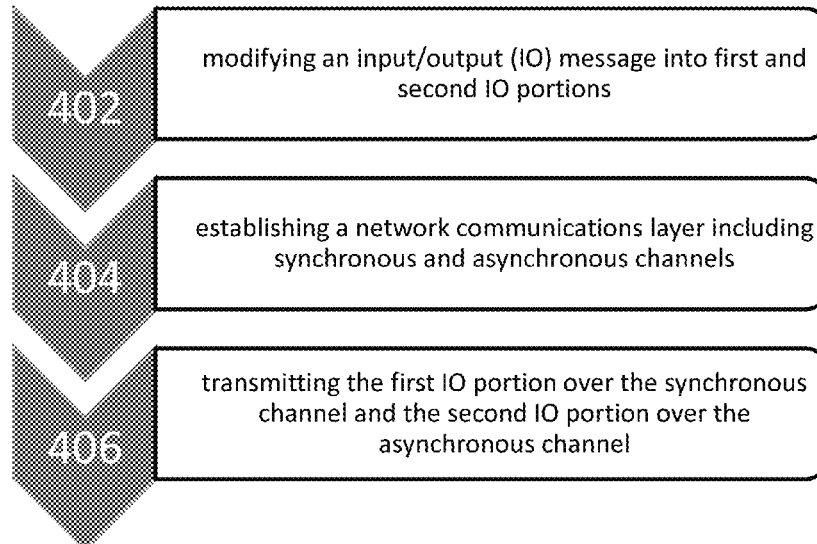 402
modifying an input/output (IO) message into first and
second IO portions
404
establishing a network communications layer including
synchronous and asynchronous channels
406
transmitting the first IO portion over the synchronous
channel and the second IO portion over the
asynchronous channel